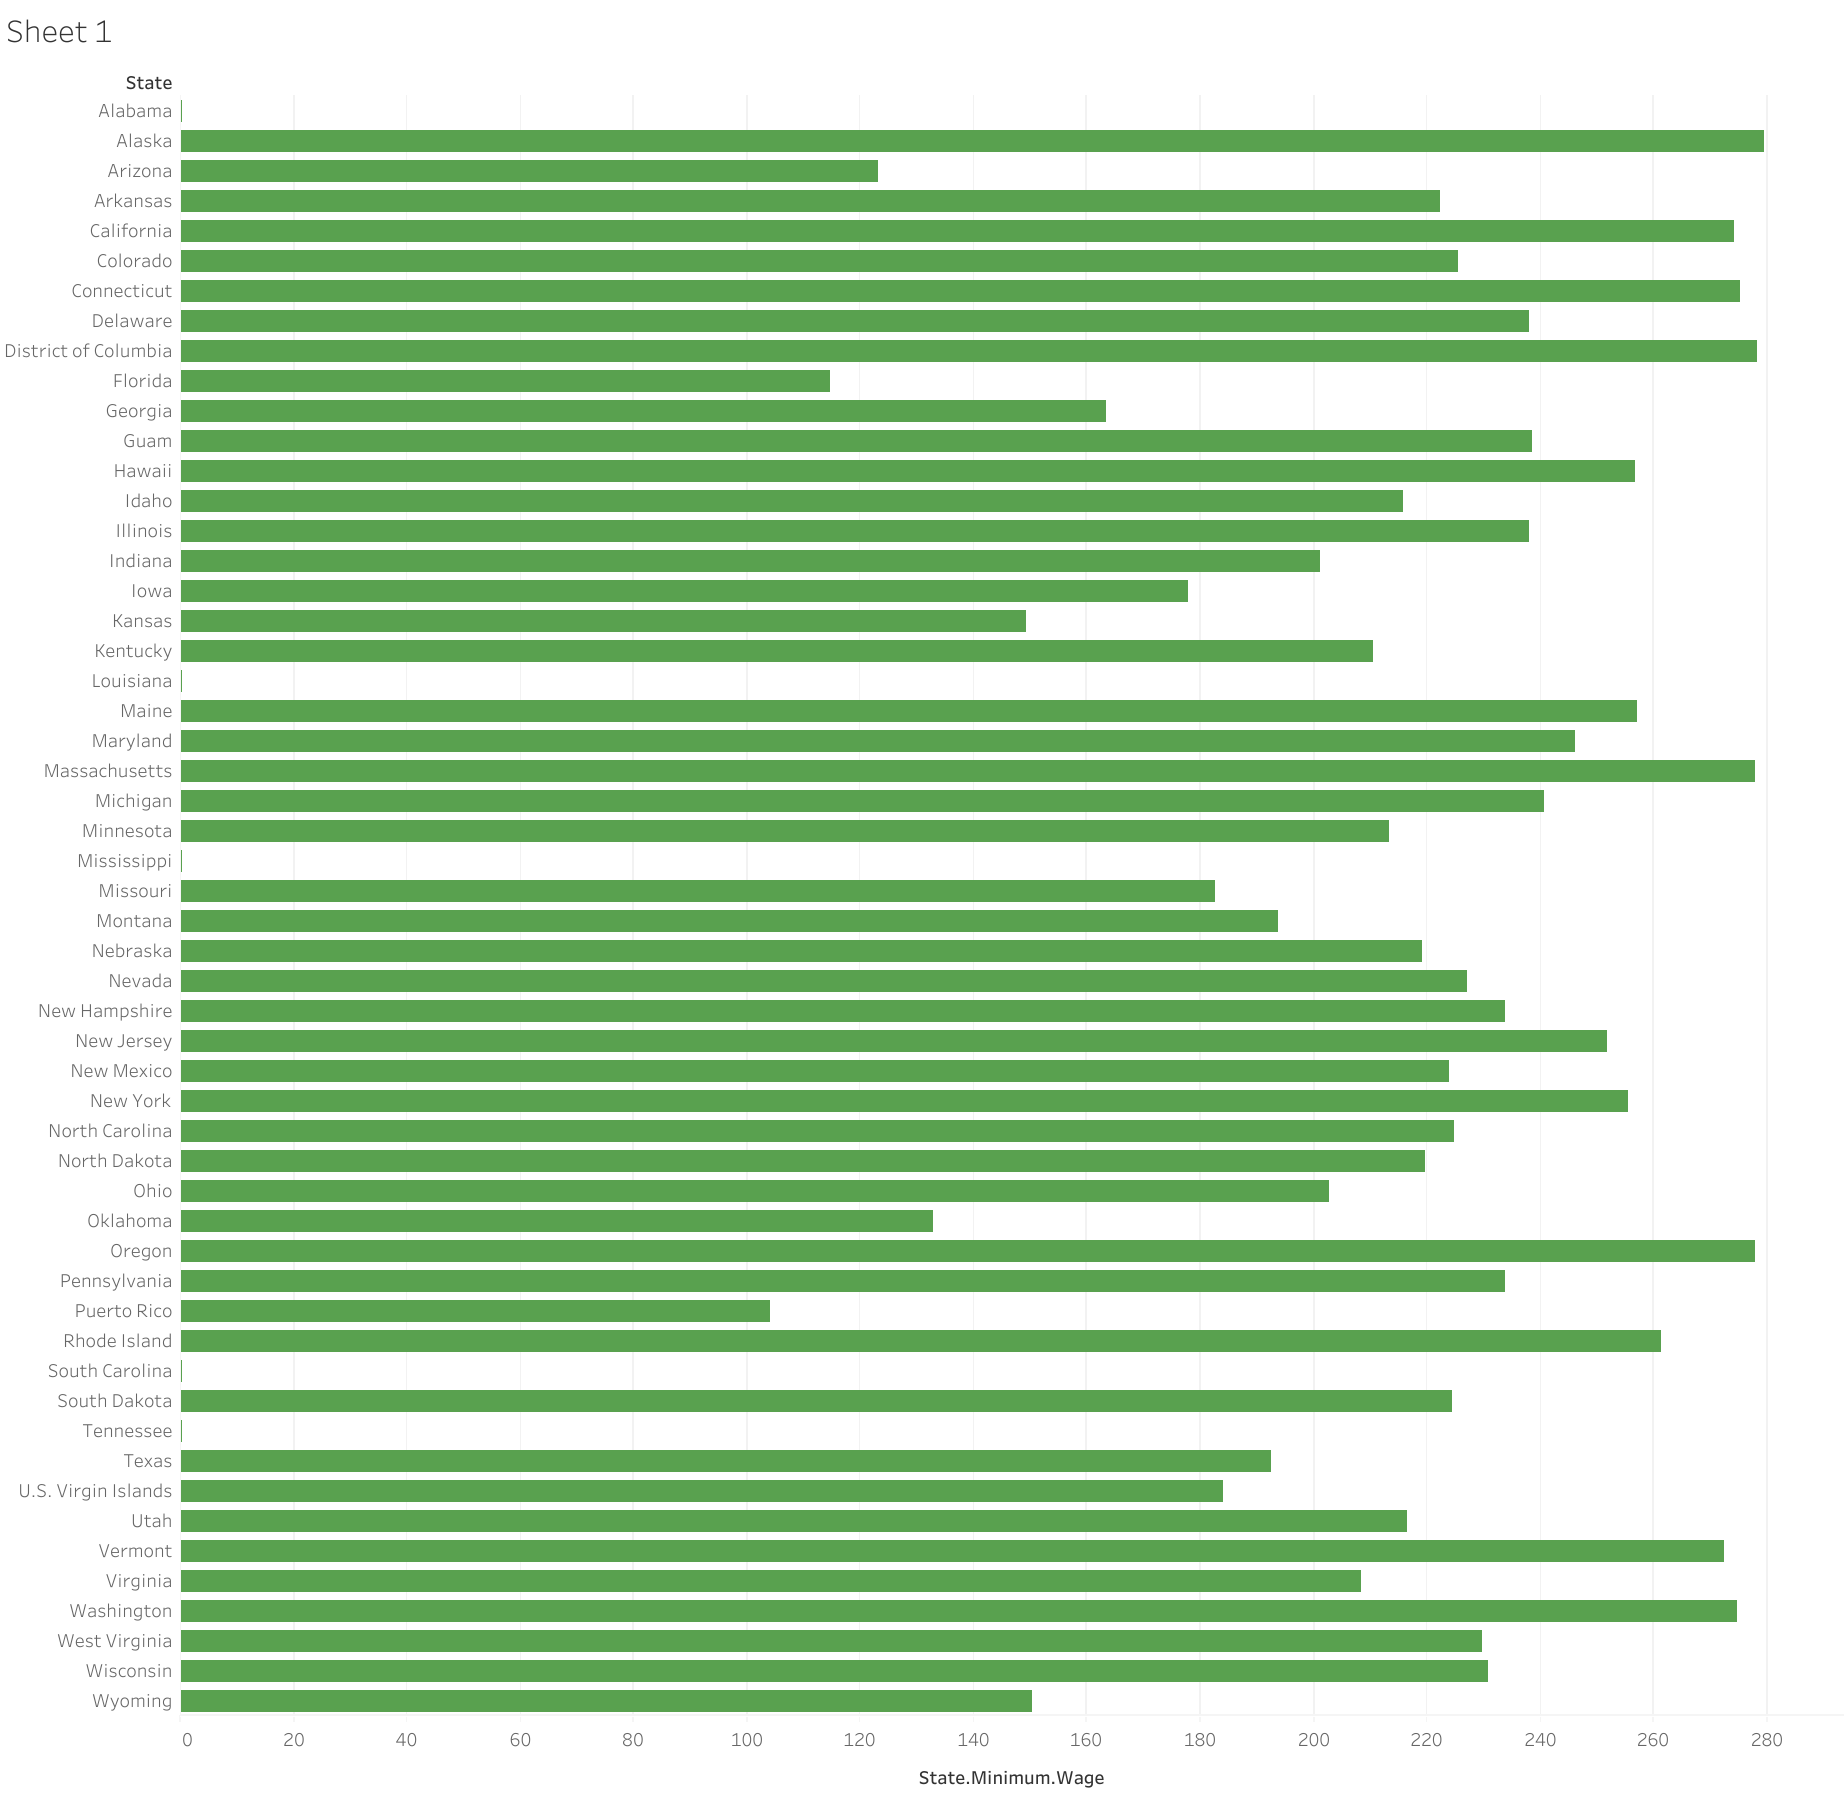 Sheet 1
State
Alabama
Alaska
Arizona
Arkansas
California
Colorado
Connecticut
Delaware
District of Columbia
Florida
Georgia
Guam
Hawaii
Idaho
Illinois
Indiana
Iowa
Kansas
Kentucky
Louisiana
Maine
Maryland
Massachusetts
Michigan
Minnesota
Mississippi
Missouri
Montana
Nebraska
Nevada
New Hampshire
New Jersey
New Mexico
New York
North Carolina
North Dakota
Ohio
Oklahoma
Oregon
Pennsylvania
Puerto Rico
Rhode Island
South Carolina
South Dakota
Tennessee
Texas
U.S. Virgin Islands
Utah
Vermont
Virginia
Washington
West Virginia
Wisconsin
Wyoming
0 20 40 60 80 100 120 140 160 180 200 220 240 260 280
State.Minimum.Wage